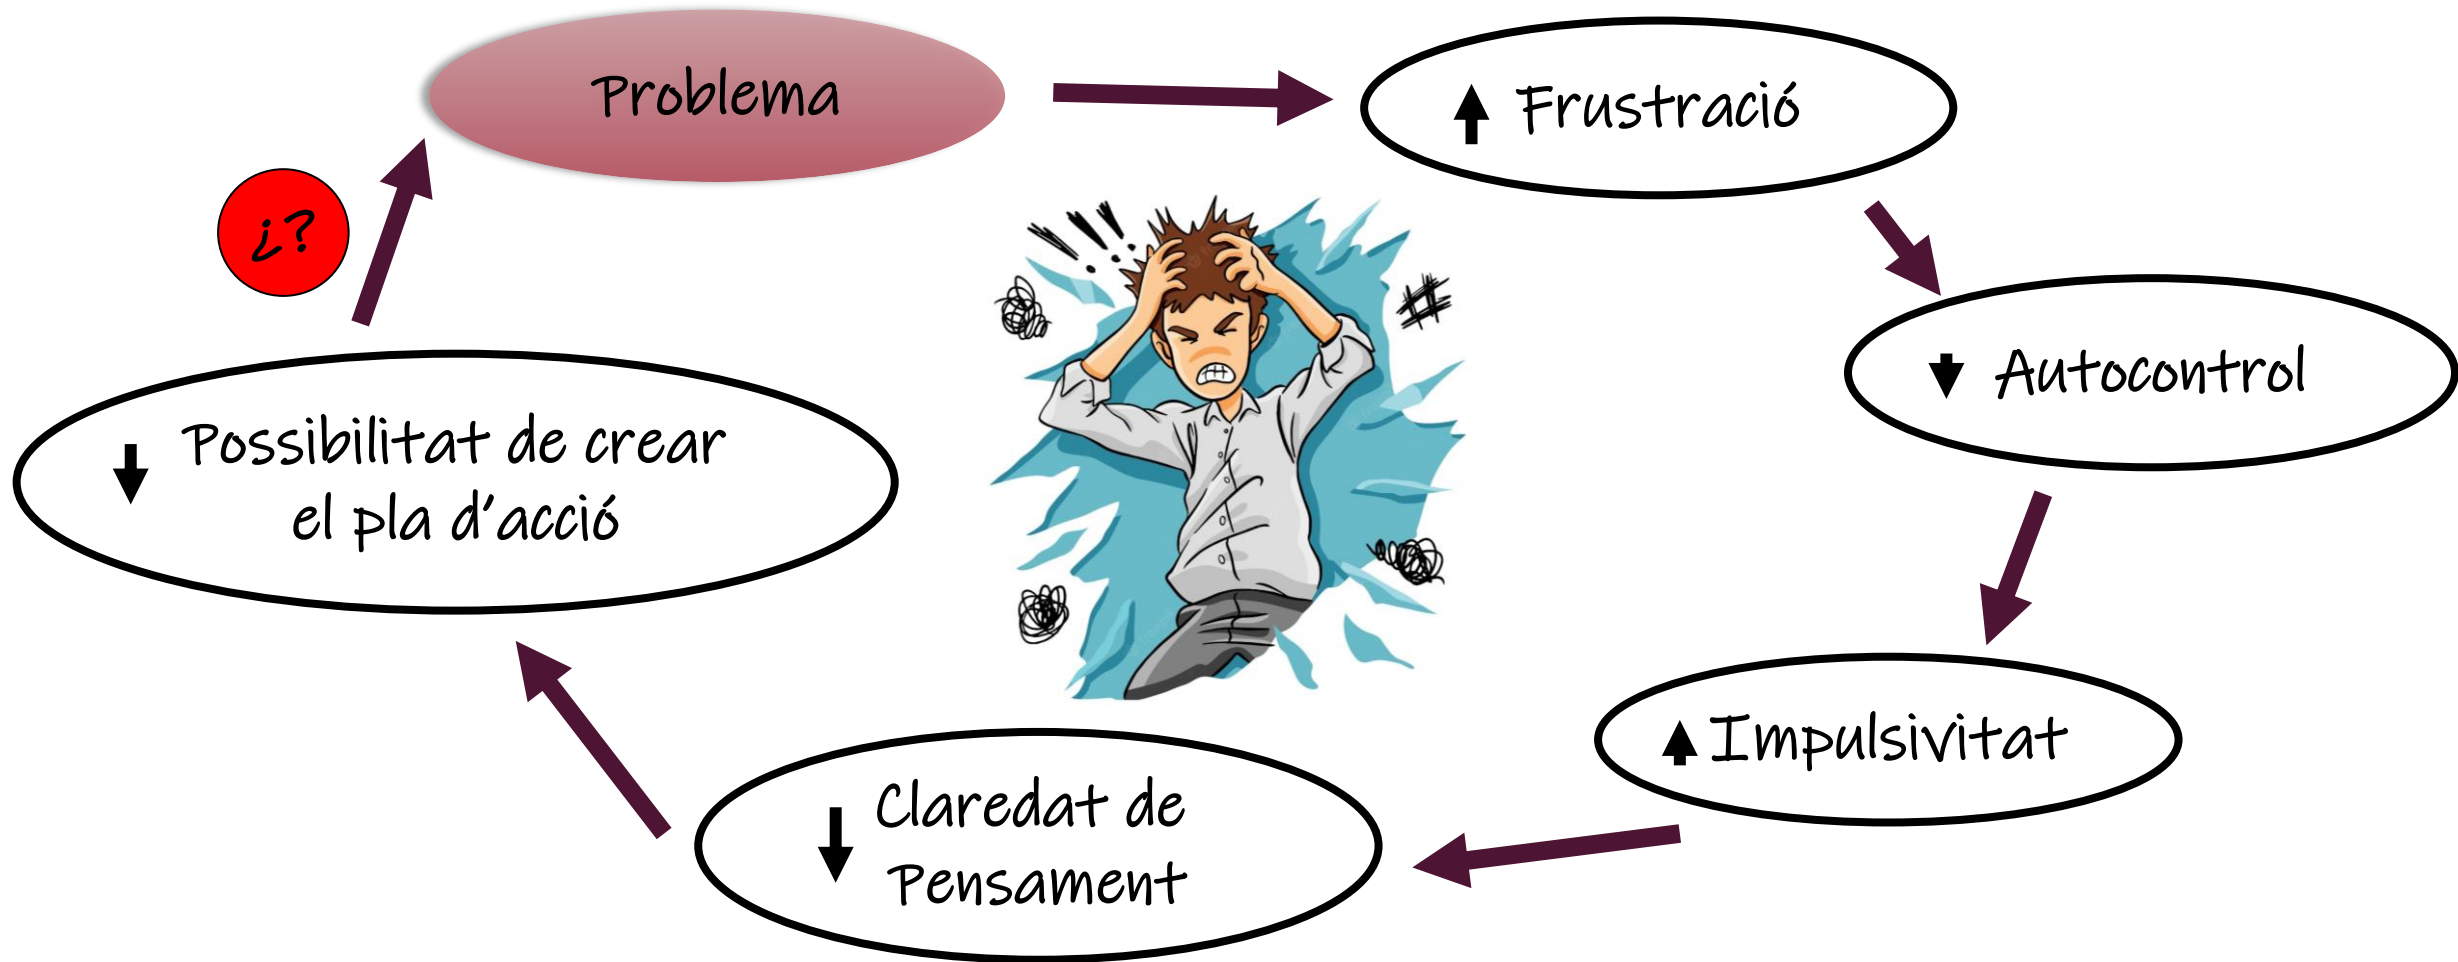 Problema
Frustració
Autocontrol
Impulsivitat
Claredat de
Pensament
Possibilitat de crear
el pla d'acció
¿?